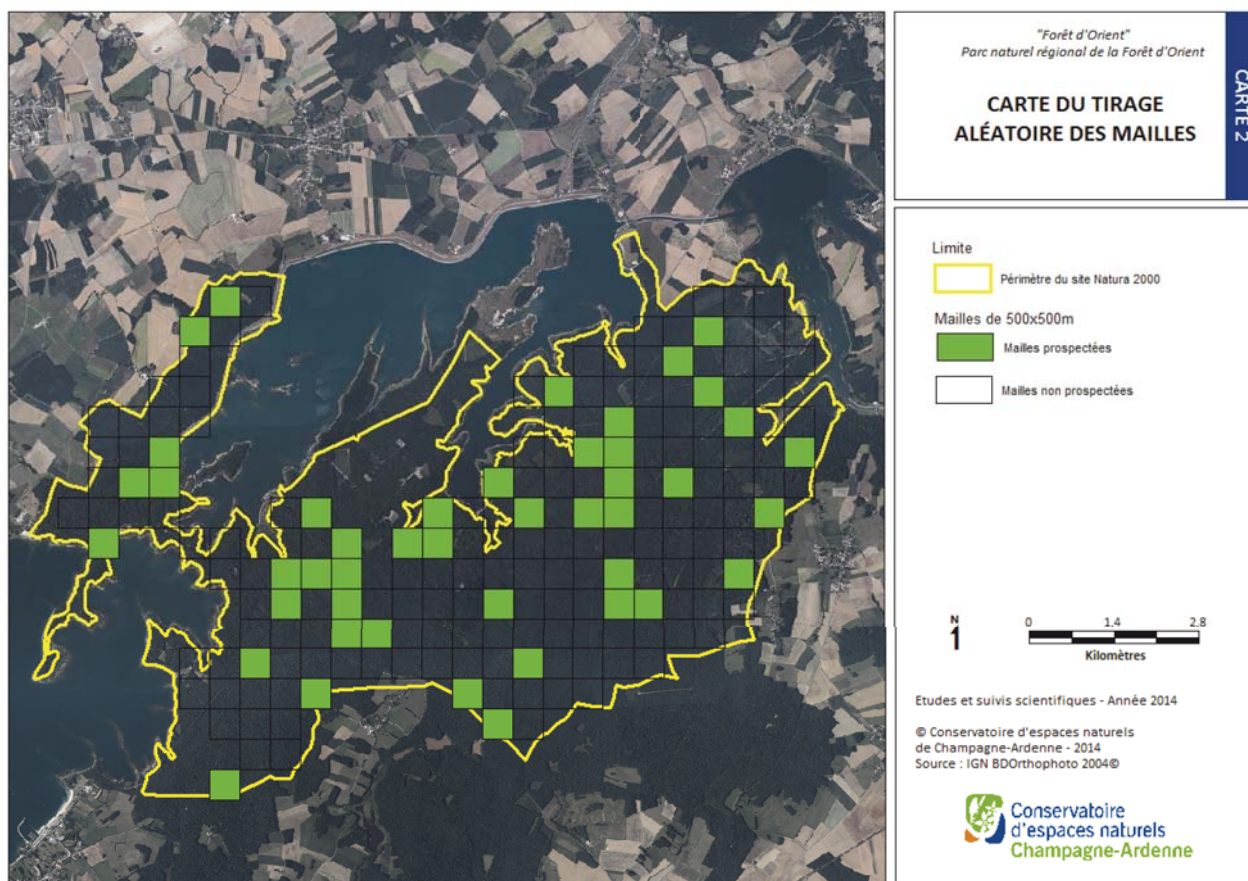 "Forêt d'Orient"
Parc naturel régional de la Forêt d'Orient
CARTE DU TIRAGE
ALÉATOIRE DES MAILLES
CARTE 2
Limite
Périmètre du site Natura 2000
Mailles de 500x500m
Mailles prospectées
Mailles non prospectées
N
0 1,4 2,8
Kilomètres
Etudes et suivis scientifiques - Année 2014
© Conservatoire d'espaces naturels
de Champagne-Ardenne - 2014
Source : IGN BDOrthophoto 2004©
Conservatoire
d'espaces naturels
Champagne-Ardenne